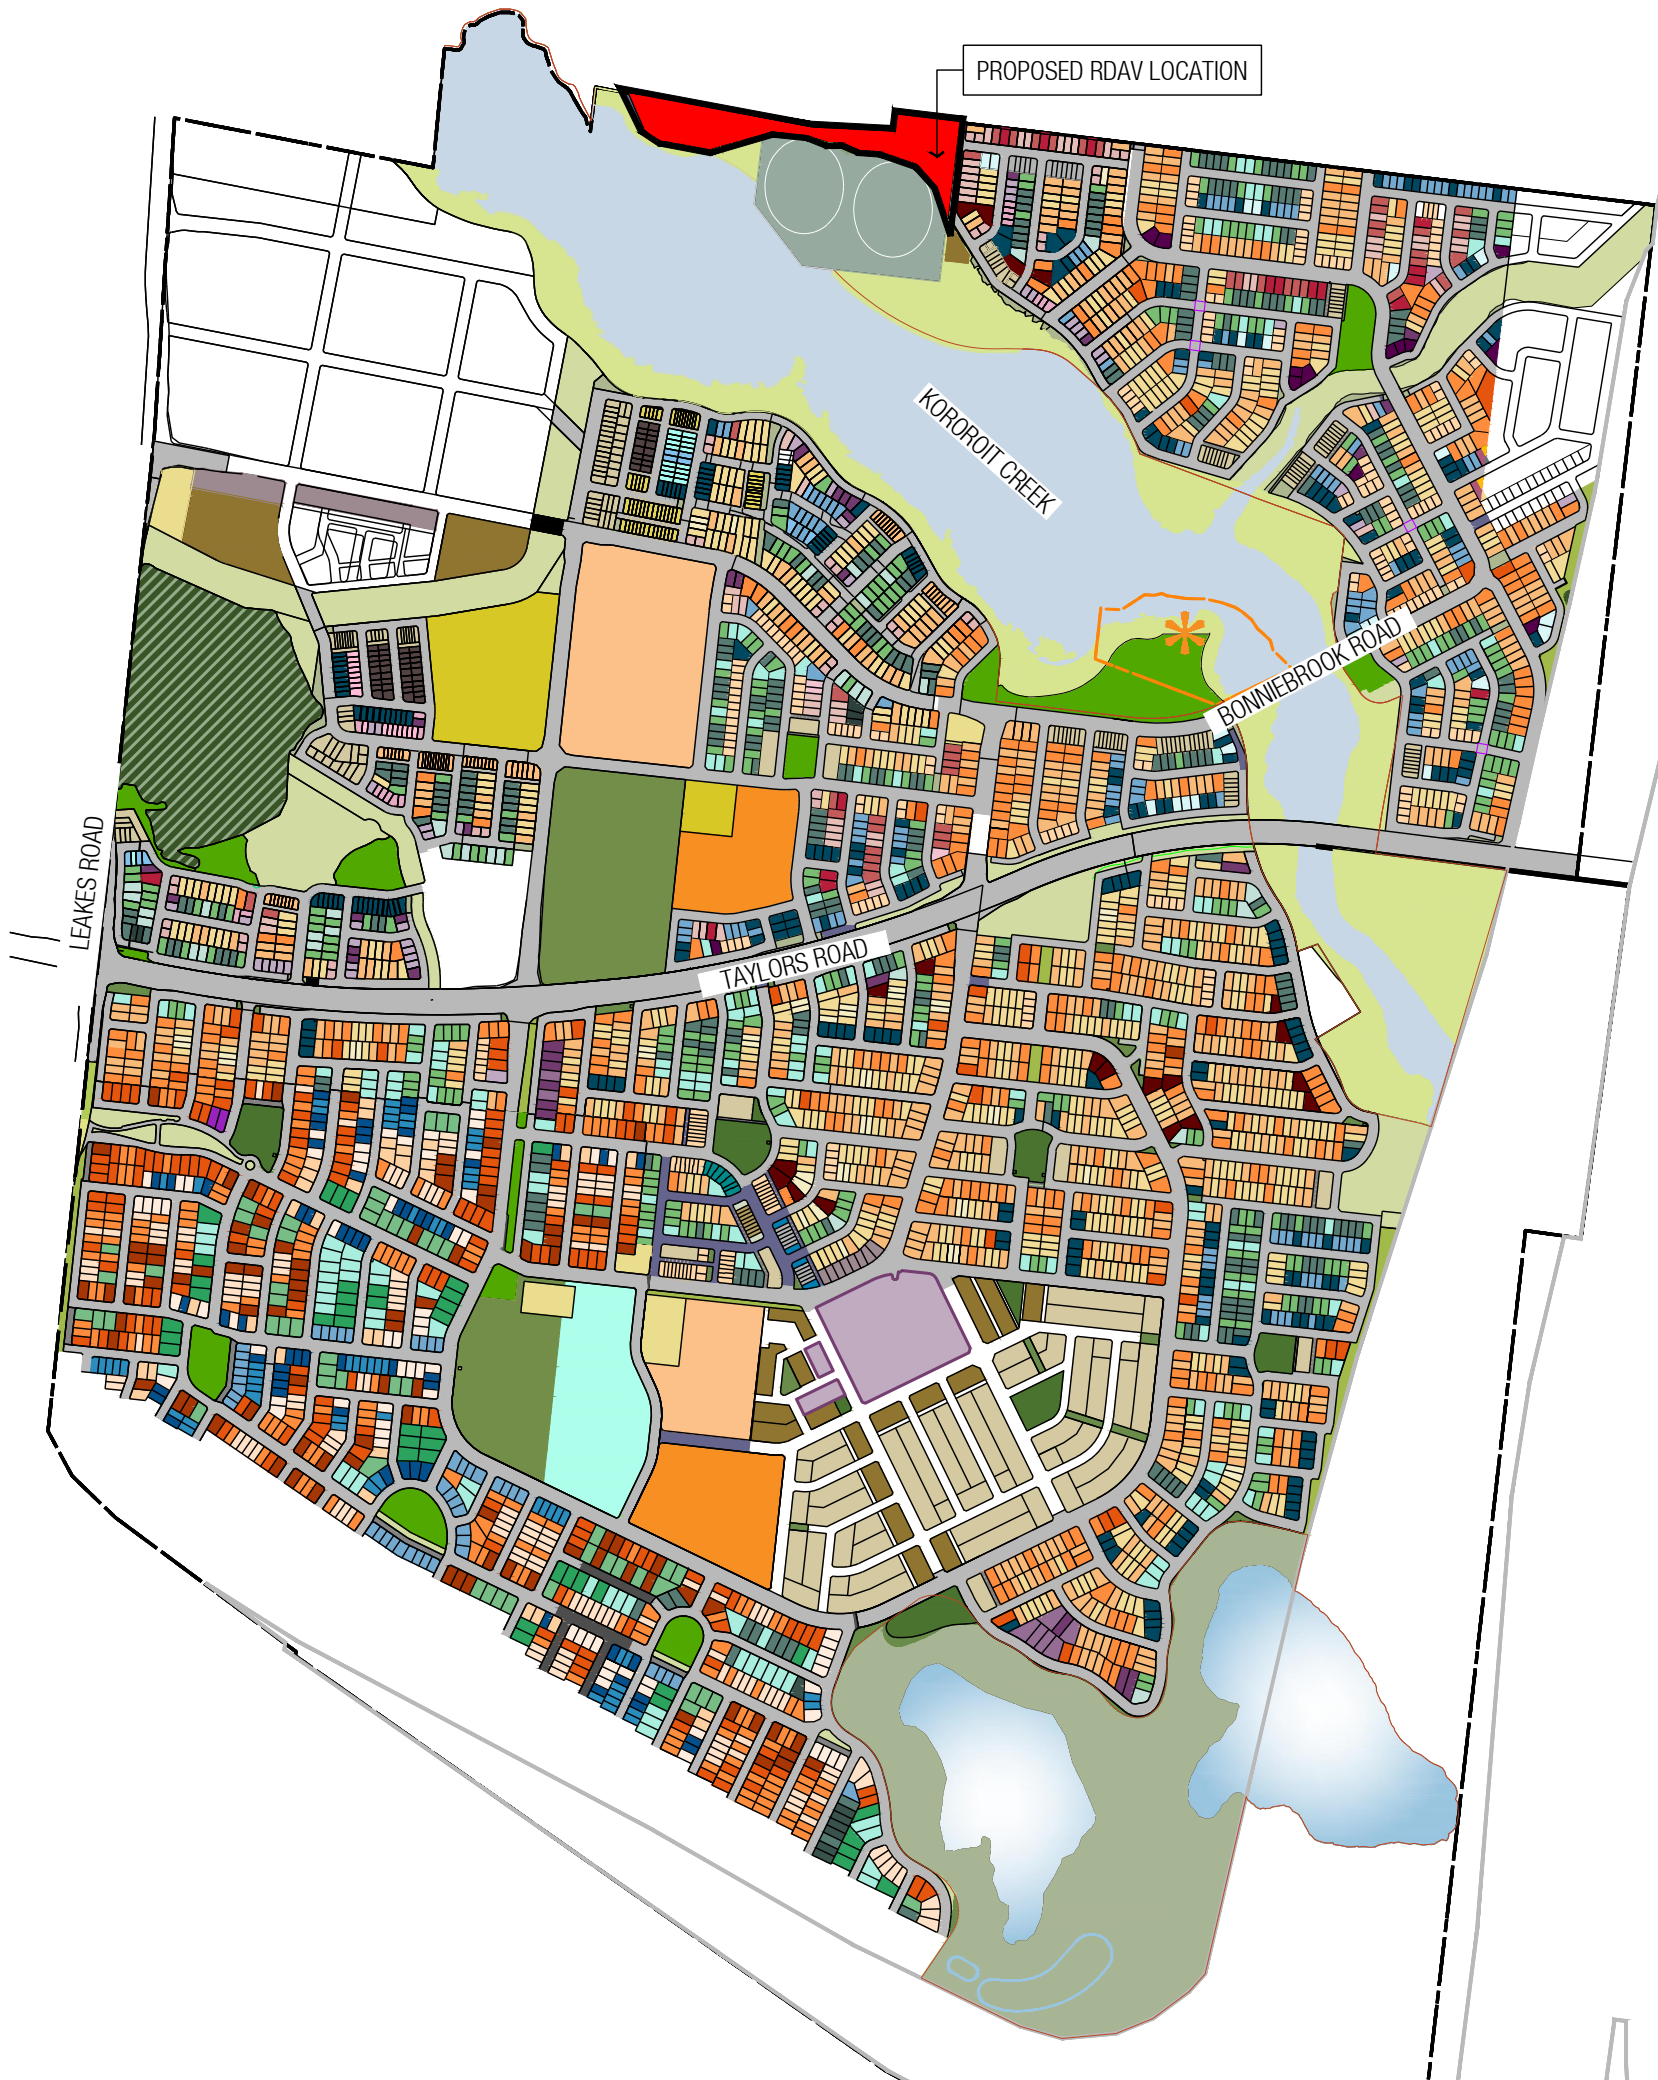 PROPOSED RDAV LOCATION
KOROROIT CREEK
BONNIEBROOK ROAD
LEAKES ROAD
TAYLORS ROAD